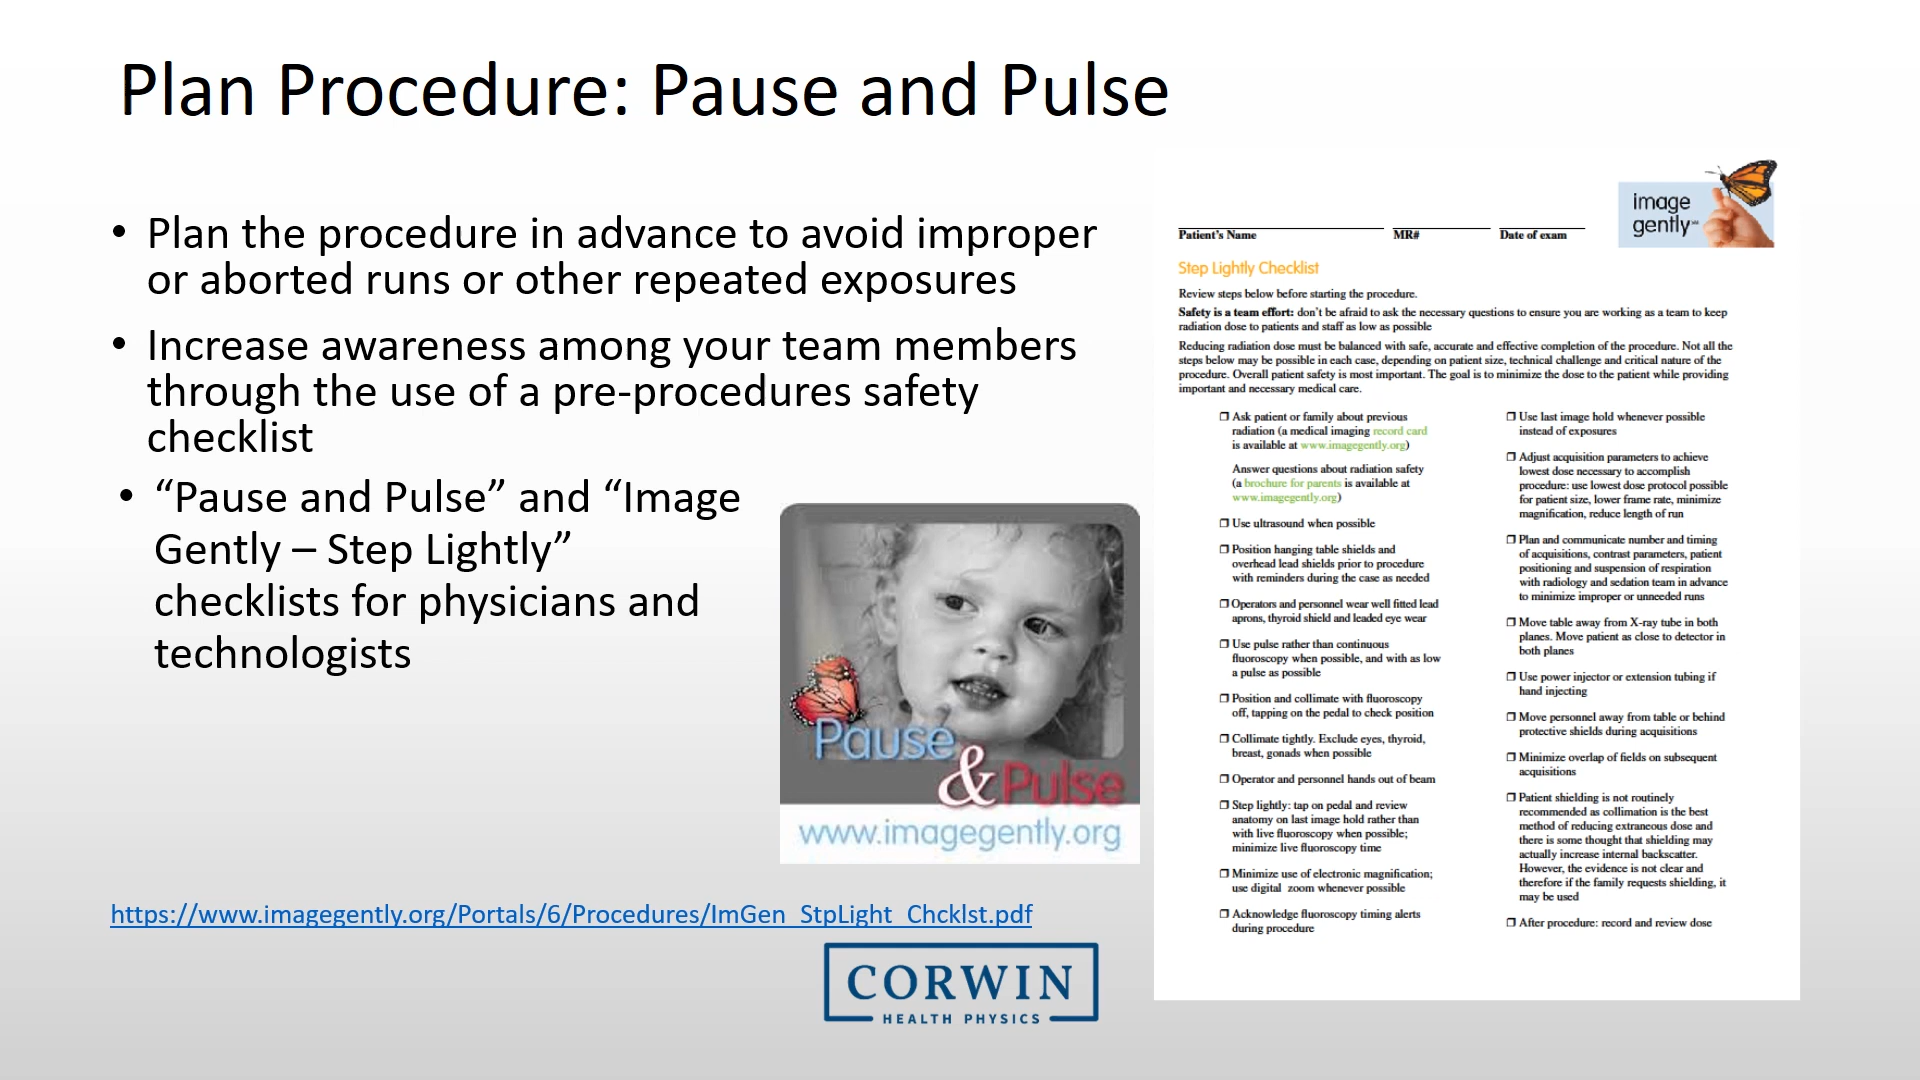 Plan Procedure: Pause and Pulse
• Plan the procedure in advance to avoid improper
or aborted runs or other repeated exposures
• Increase awareness among your team members
through the use of a pre-procedures safety
checklist
• “Pause and Pulse” and “Image
Gently – Step Lightly”
checklists for physicians and
technologists
Pause
& Pulse
www.imagegently.org
https://www.imagegently.org/Portals/6/Procedures/ImGen_StpLight_Chcklst.pdf
CORWIN
HEALTH PHYSICS
image
gently℠
Patient’s Name MR# Date of exam
Step Lightly Checklist
Review steps below before starting the procedure.
Safety is a team effort: don’t be afraid to ask the necessary questions to ensure you are working as a team to keep
radiation dose to patients and staff as low as possible
Reducing radiation dose must be balanced with safe, accurate and effective completion of the procedure. Not all the
steps below may be possible in each case, depending on patient size, technical challenge and critical nature of the
procedure. Overall patient safety is most important. The goal is to minimize the dose to the patient while providing
important and necessary medical care.
❒ Ask patient or family about previous
radiation (a medical imaging record card
is available at www.imagegently.org)
Answer questions about radiation safety
(a brochure for parents is available at
www.imagegently.org)
❒ Use ultrasound when possible
❒ Position hanging table shields and
overhead lead shields prior to procedure
with reminders during the case as needed
❒ Operators and personnel wear well fitted lead
aprons, thyroid shield and leaded eye wear
❒ Use pulse rather than continuous
fluoroscopy when possible, and with as low
a pulse as possible
❒ Position and collimate with fluoroscopy
off, tapping on the pedal to check position
❒ Collimate tightly. Exclude eyes, thyroid,
breast, gonads when possible
❒ Operator and personnel hands out of beam
❒ Step lightly: tap on pedal and review
anatomy on last image hold rather than
with live fluoroscopy when possible;
minimize live fluoroscopy time
❒ Minimize use of electronic magnification;
use digital zoom whenever possible
❒ Acknowledge fluoroscopy timing alerts
during procedure
❒ Use last image hold whenever possible
instead of exposures
❒ Adjust acquisition parameters to achieve
lowest dose necessary to accomplish
procedure: use lowest dose protocol possible
for patient size, lower frame rate, minimize
magnification, reduce length of run
❒ Plan and communicate number and timing
of acquisitions, contrast parameters, patient
positioning and suspension of respiration
with radiology and sedation team in advance
to minimize improper or unneeded runs
❒ Move table away from X-ray tube in both
planes. Move patient as close to detector in
both planes
❒ Use power injector or extension tubing if
hand injecting
❒ Move personnel away from table or behind
protective shields during acquisitions
❒ Minimize overlap of fields on subsequent
acquisitions
❒ Patient shielding is not routinely
recommended as collimation is the best
method of reducing extraneous dose and
there is some thought that shielding may
actually increase internal backscatter.
However, the evidence is not clear and
therefore if the family requests shielding, it
may be used
❒ After procedure: record and review dose